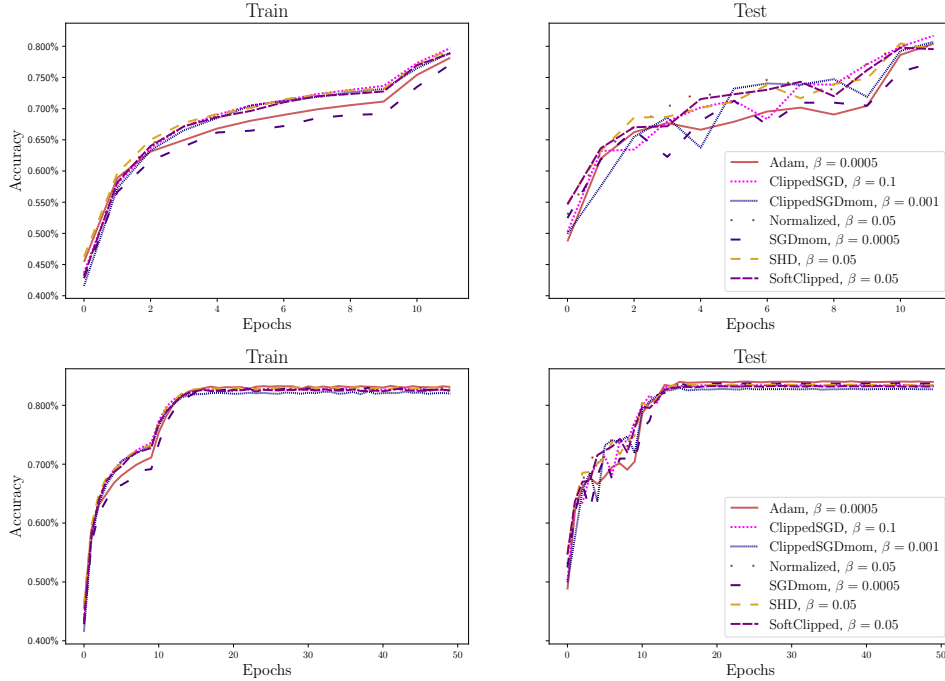 Train
Test
Accuracy
0.800%
0.750%
0.700%
0.650%
0.600%
0.550%
0.500%
0.450%
0.400%
0 2 4 6 8 10
Epochs
0 2 4 6 8 10
Epochs
Adam, β = 0.0005
ClippedSGD, β = 0.1
ClippedSGDmom, β = 0.001
Normalized, β = 0.05
SGDmom, β = 0.0005
SHD, β = 0.05
SoftClipped, β = 0.05
Train
Test
Accuracy
0.800%
0.700%
0.600%
0.500%
0.400%
0 10 20 30 40 50
Epochs
0 10 20 30 40 50
Epochs
Adam, β = 0.0005
ClippedSGD, β = 0.1
ClippedSGDmom, β = 0.001
Normalized, β = 0.05
SGDmom, β = 0.0005
SHD, β = 0.05
SoftClipped, β = 0.05